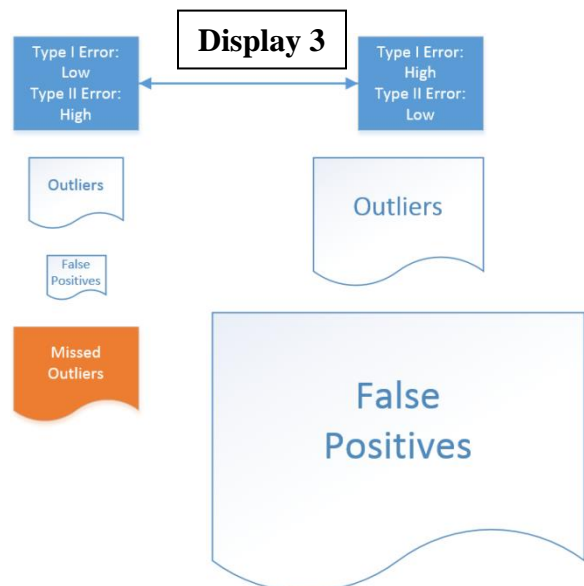 Display 3
Type I Error:
Low
Type II Error:
High
Type I Error:
High
Type II Error:
Low
Outliers
Outliers
False
Positives
Missed
Outliers
False
Positives